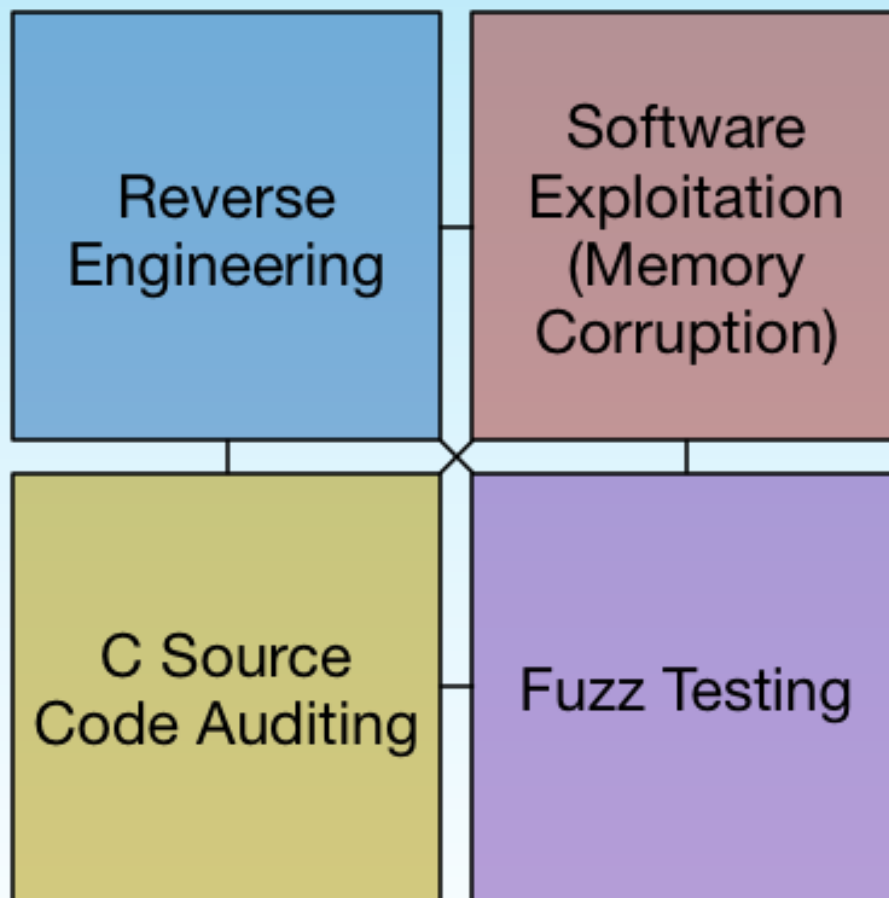 Reverse
Engineering
Software
Exploitation
(Memory
Corruption)
C Source
Code Auditing
Fuzz Testing